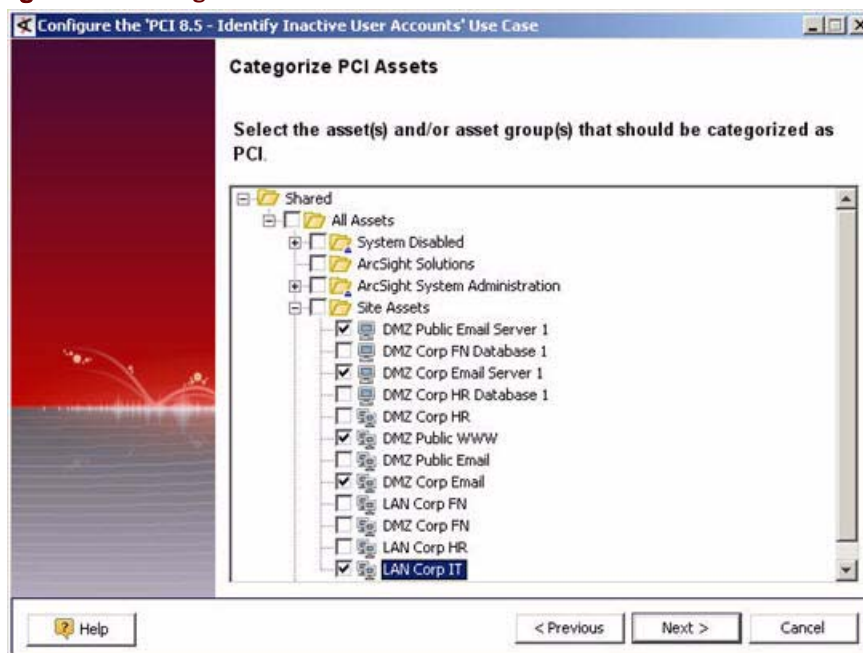 Configure the 'PCI 8.5 - Identify Inactive User Accounts' Use Case
Categorize PCI Assets
Select the asset(s) and/or asset group(s) that should be categorized as
PCI.
Shared
All Assets
System Disabled
ArcSight Solutions
ArcSight System Administration
Site Assets
DMZ Public Email Server 1
DMZ Corp FN Database 1
DMZ Corp Email Server 1
DMZ Corp HR Database 1
DMZ Corp HR
DMZ Public WWW
DMZ Public Email
DMZ Corp Email
LAN Corp FN
DMZ Corp FN
LAN Corp HR
LAN Corp IT
Help
< Previous
Next >
Cancel